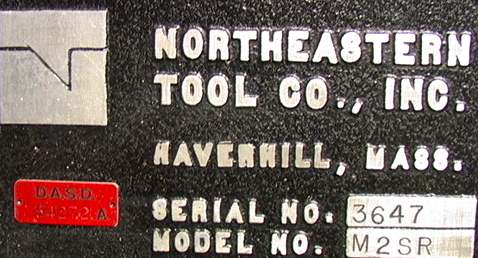 NORTHEASTERN
TOOL CO., INC.
HAVERHILL, MASS.
D.A.S.D.
SERIAL NO. 3647
MODEL NO. M2SR